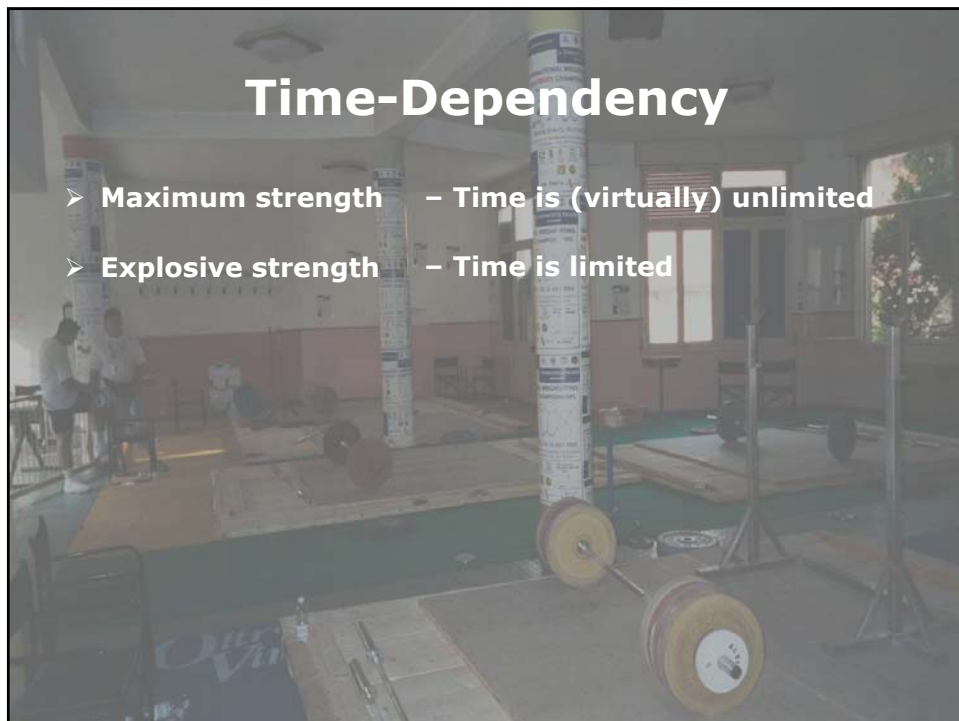 Time-Dependency
➢ Maximum strength – Time is (virtually) unlimited
➢ Explosive strength – Time is limited